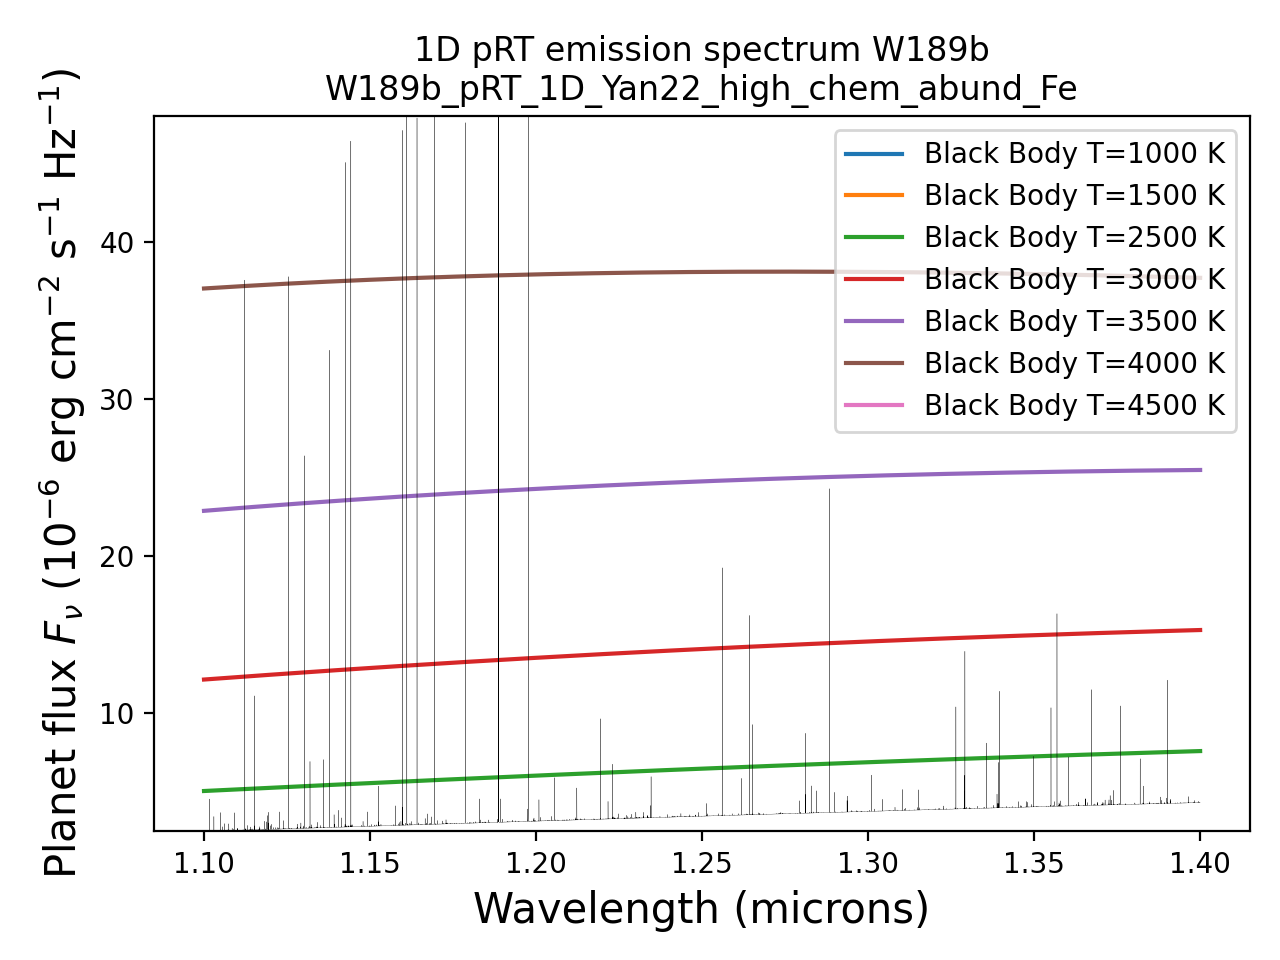 1D pRT emission spectrum W189b
W189b_pRT_1D_Yan22_high_chem_abund_Fe
Planet flux F_ν (10⁻⁶ erg cm⁻² s⁻¹ Hz⁻¹)
40
30
20
10
Black Body T=1000 K
Black Body T=1500 K
Black Body T=2500 K
Black Body T=3000 K
Black Body T=3500 K
Black Body T=4000 K
Black Body T=4500 K
1.10 1.15 1.20 1.25 1.30 1.35 1.40
Wavelength (microns)